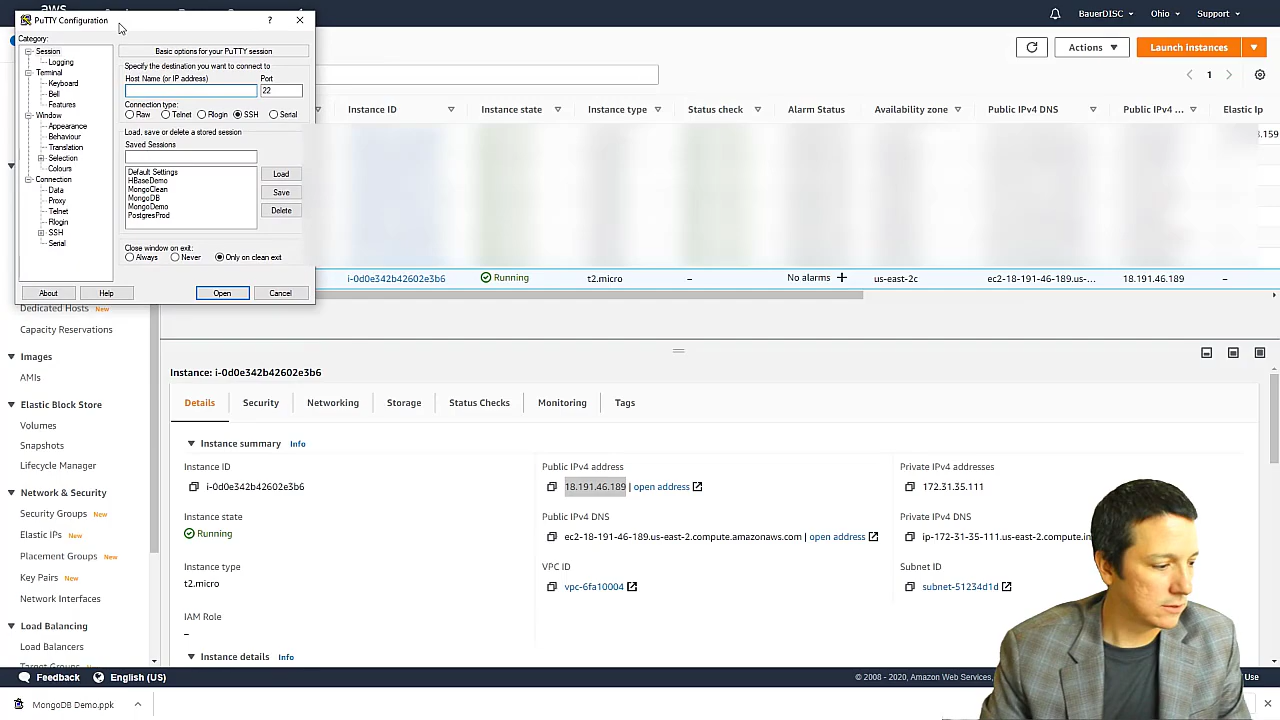 PuTTY Configuration
? ×
BauerDISC
Ohio
Support
Category:
Session
Logging
Terminal
Keyboard
Bell
Features
Window
Appearance
Behaviour
Translation
Selection
Colours
Connection
Data
Proxy
Telnet
Rlogin
SSH
Serial
Basic options for your PuTTY session
Specify the destination you want to connect to
Host Name (or IP address) Port
22
Connection type:
Raw Telnet Rlogin SSH Serial
Load, save or delete a stored session
Saved Sessions
Default Settings
HBaseDemo
MongoClean
MongoDB
MongoDemo
PostgresProd
Load
Save
Delete
Close window on exit:
Always Never Only on clean exit
About Help Open Cancel
Actions
Launch instances
1
Instance ID Instance state Instance type Status check Alarm Status Availability zone Public IPv4 DNS Public IPv4 ... Elastic Ip
.159
i-0d0e342b42602e3b6 Running t2.micro – No alarms + us-east-2c ec2-18-191-46-189.us-... 18.191.46.189 –
Dedicated Hosts New
Capacity Reservations
Images
AMIs
Elastic Block Store
Volumes
Snapshots
Lifecycle Manager
Network & Security
Security Groups New
Elastic IPs New
Placement Groups New
Key Pairs New
Network Interfaces
Load Balancing
Load Balancers
Target Groups New
Instance: i-0d0e342b42602e3b6
Details Security Networking Storage Status Checks Monitoring Tags
Instance summary Info
Instance ID
i-0d0e342b42602e3b6
Public IPv4 address
18.191.46.189 | open address
Private IPv4 addresses
172.31.35.111
Instance state
Running
Public IPv4 DNS
ec2-18-191-46-189.us-east-2.compute.amazonaws.com | open address
Private IPv4 DNS
ip-172-31-35-111.us-east-2.compute.in
Instance type
t2.micro
VPC ID
vpc-6fa10004
Subnet ID
subnet-51234d1d
IAM Role
–
Instance details Info
Feedback English (US)
© 2008 - 2020, Amazon Web Services,
Use
MongoDB Demo.ppk